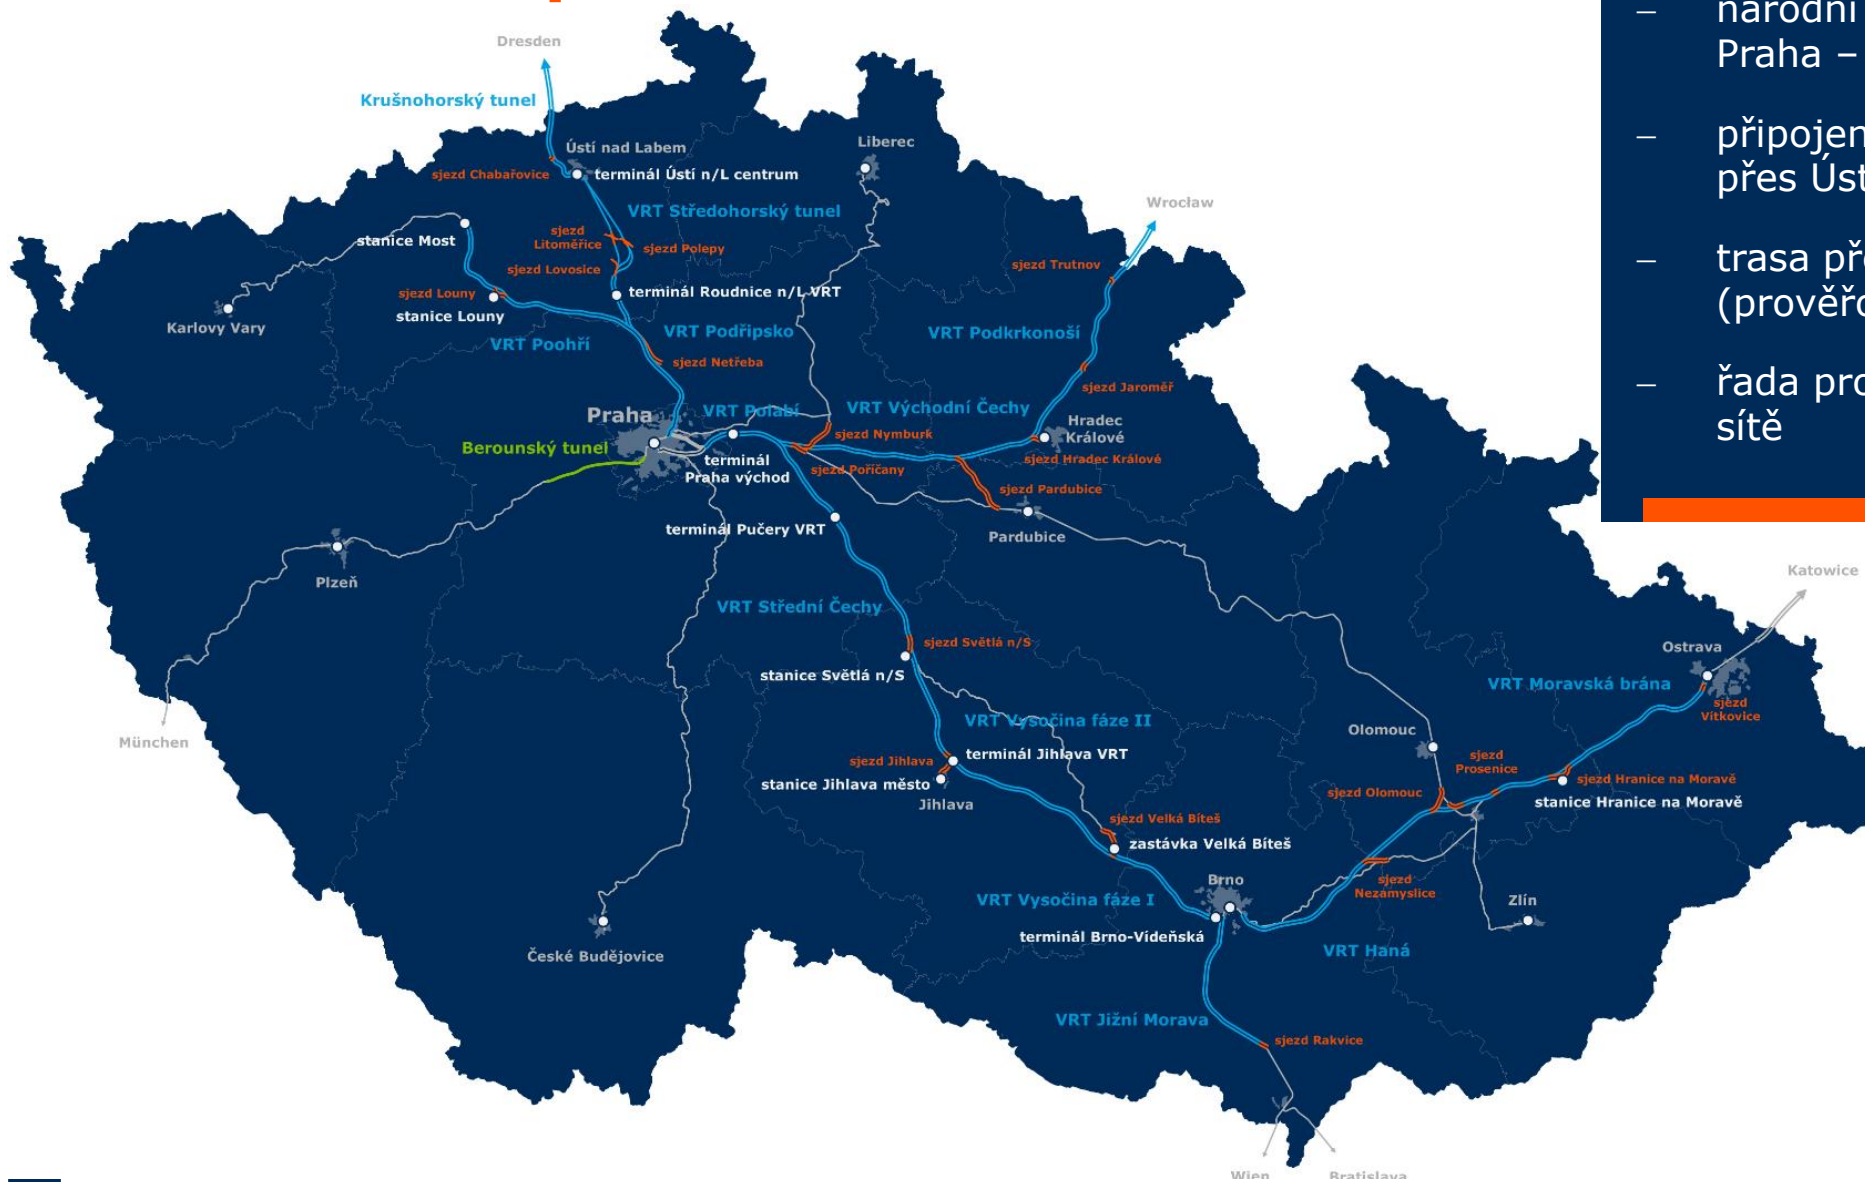 Dresden
Krušnohorský tunel
Ústí nad Labem
sjezd Chabařovice
terminál Ústí n/L centrum
Liberec
VRT Středohorský tunel
Wrocław
stanice Most
sjezd
Litoměřice
sjezd Polepy
sjezd Lovosice
sjezd Trutnov
sjezd Louny
stanice Louny
terminál Roudnice n/L VRT
Karlovy Vary
VRT Poohří
VRT Podřipsko
VRT Podkrkonoší
sjezd Netřeba
sjezd Jaroměř
Praha
VRT Polabí
VRT Východní Čechy
Hradec
Králové
Berounský tunel
sjezd Nymburk
terminál
Praha východ
sjezd Poříčany
sjezd Hradec Králové
sjezd Pardubice
terminál Pučery VRT
Pardubice
Plzeň
Katowice
VRT Střední Čechy
sjezd Světlá n/S
stanice Světlá n/S
Ostrava
VRT Moravská brána
sjezd
Vítkovice
München
VRT Vysočina fáze II
Olomouc
sjezd Jihlava
terminál Jihlava VRT
stanice Jihlava město
Jihlava
sjezd
Prosenice
sjezd Hranice na Moravě
stanice Hranice na Moravě
sjezd Olomouc
sjezd Velká Bíteš
zastávka Velká Bíteš
Brno
sjezd
Nezamyslice
VRT Vysočina fáze I
Zlín
terminál Brno-Vídeňská
České Budějovice
VRT Haná
VRT Jižní Morava
sjezd Rakvice
Wien
Bratislava
– národní
Praha –
– připojen
přes Úst
– trasa pře
(prověřo
– řada pro
sítě